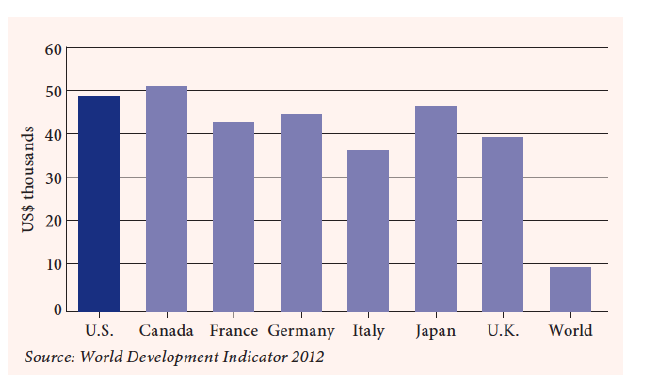 US$ thousands
60
50
40
30
20
10
0
U.S. Canada France Germany Italy Japan U.K. World
Source: World Development Indicator 2012